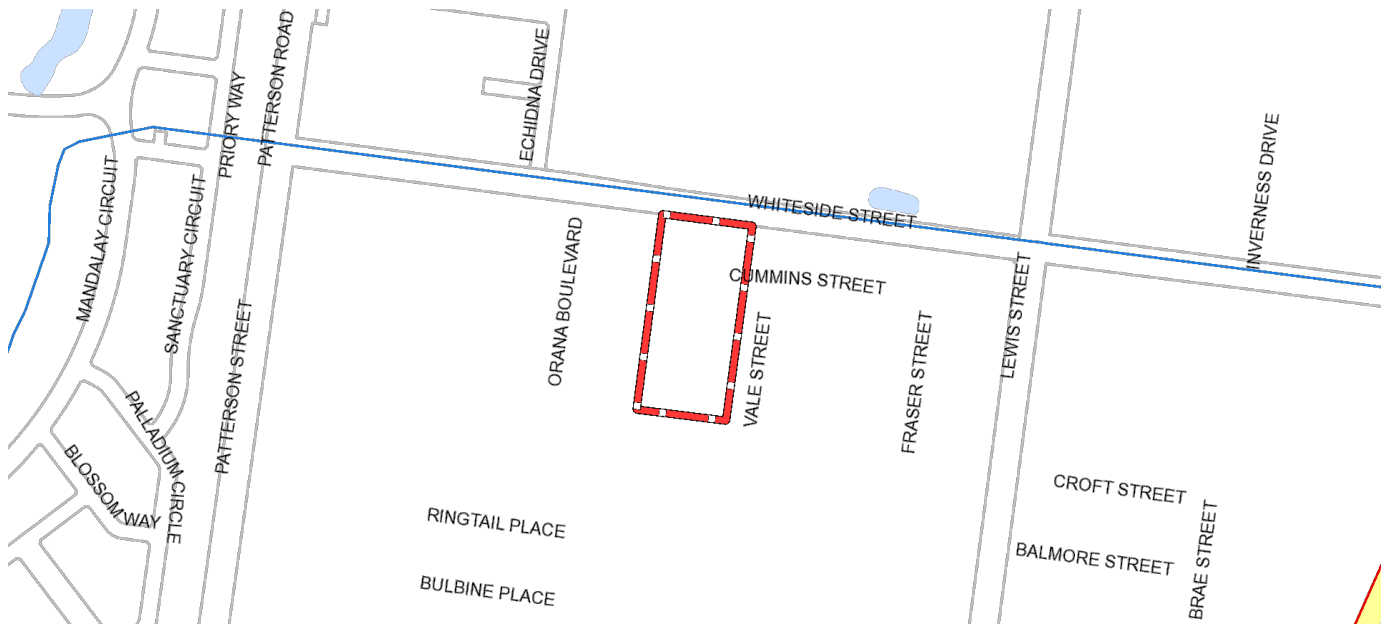 PATTERSON ROAD
ECHIDNA DRIVE
PRIORY WAY
INVERNESS DRIVE
MANDALAY CIRCUIT
SANCTUARY CIRCUIT
WHITESIDE STREET
ORANA BOULEVARD
CUMMINS STREET
LEWIS STREET
PATTERSON STREET
VALE STREET
FRASER STREET
PALLADIUM CIRCLE
BLOSSOM WAY
CROFT STREET
RINGTAIL PLACE
BRAE STREET
BALMORE STREET
BULBINE PLACE